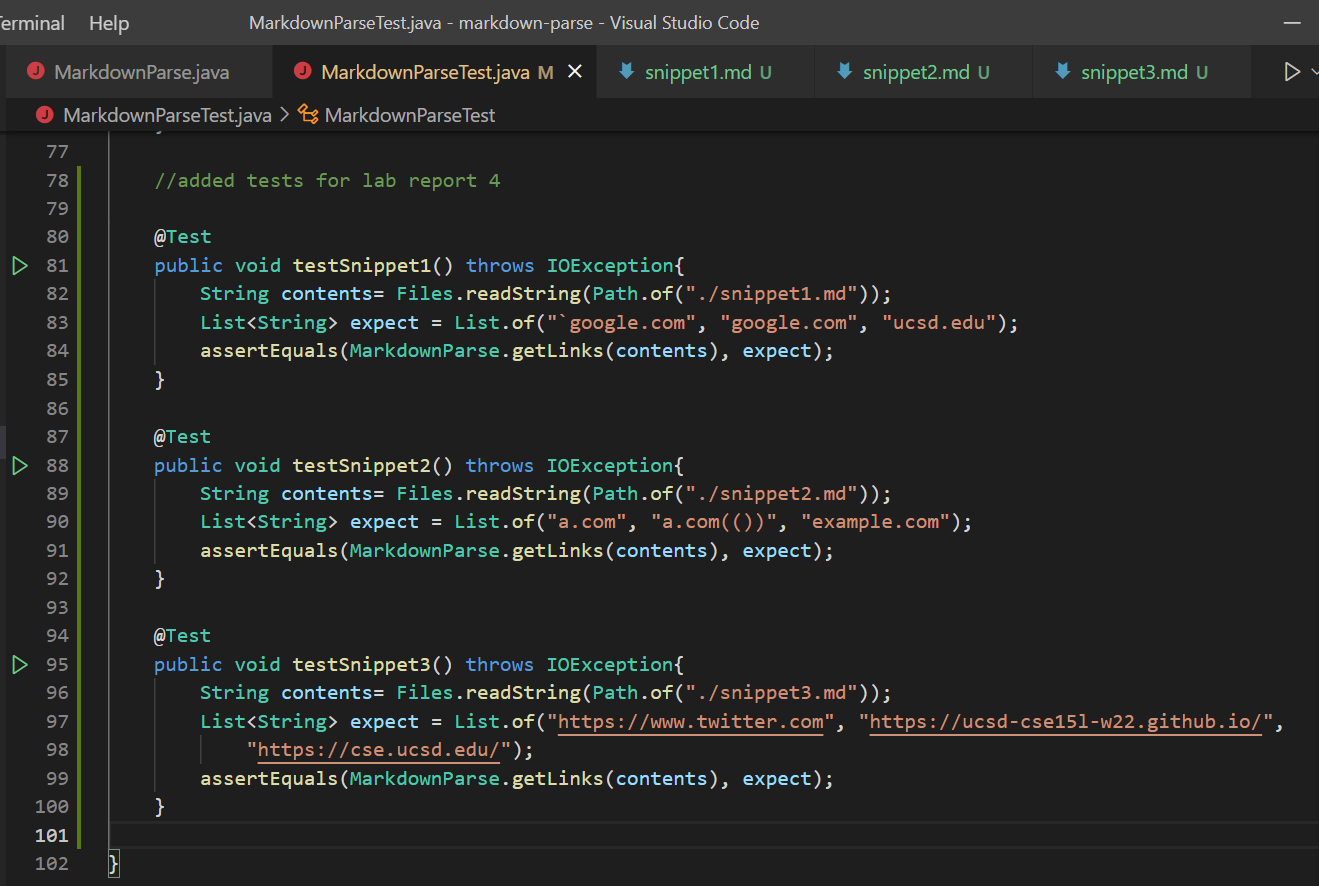 Terminal Help MarkdownParseTest.java - markdown-parse - Visual Studio Code
J MarkdownParse.java J MarkdownParseTest.java M snippet1.md U snippet2.md U snippet3.md U
J MarkdownParseTest.java > MarkdownParseTest
77
78 //added tests for lab report 4
79
80 @Test
81 public void testSnippet1() throws IOException{
82 String contents= Files.readString(Path.of("./snippet1.md"));
83 List<String> expect = List.of("`google.com", "google.com", "ucsd.edu");
84 assertEquals(MarkdownParse.getLinks(contents), expect);
85 }
86
87 @Test
88 public void testSnippet2() throws IOException{
89 String contents= Files.readString(Path.of("./snippet2.md"));
90 List<String> expect = List.of("a.com", "a.com(())", "example.com");
91 assertEquals(MarkdownParse.getLinks(contents), expect);
92 }
93
94 @Test
95 public void testSnippet3() throws IOException{
96 String contents= Files.readString(Path.of("./snippet3.md"));
97 List<String> expect = List.of("https://www.twitter.com", "https://ucsd-cse15l-w22.github.io/",
98 "https://cse.ucsd.edu/");
99 assertEquals(MarkdownParse.getLinks(contents), expect);
100 }
101
102 }